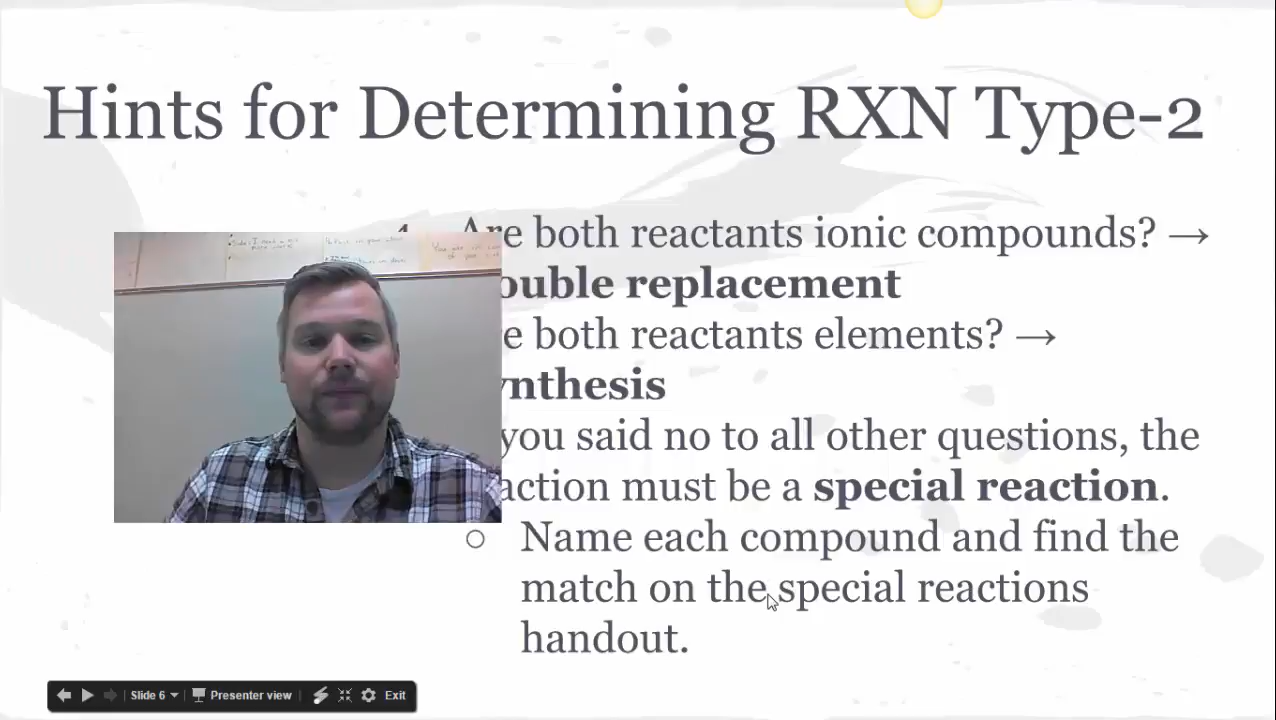 Hints for Determining RXN Type-2
Are both reactants ionic compounds? →
ouble replacement
e both reactants elements? →
ynthesis
you said no to all other questions, the
action must be a special reaction.
○ Name each compound and find the
match on the special reactions
handout.
Slide 6 Presenter view Exit